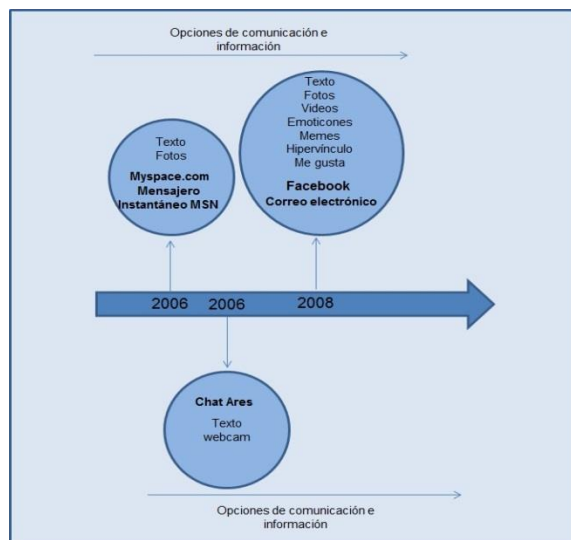 Opciones de comunicación e
información
Texto
Fotos
Myspace.com
Mensajero
Instantáneo MSN
Texto
Fotos
Videos
Emoticones
Memes
Hipervínculo
Me gusta
Facebook
Correo electrónico
2006
2006
2008
Chat Ares
Texto
webcam
Opciones de comunicación e
información